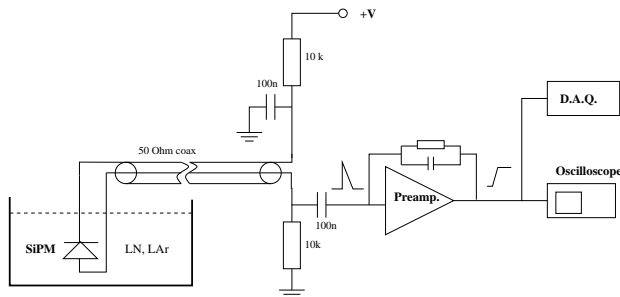 +V
10 k
100n
50 Ohm coax
D.A.Q.
Oscilloscope
Preamp.
100n
SiPM
LN, LAr
10k